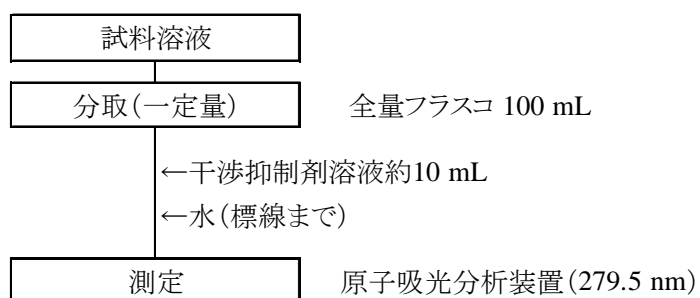 試料溶液
分取(一定量) 全量フラスコ 100 mL
←干渉抑制剤溶液約10 mL
←水(標線まで)
測定 原子吸光分析装置(279.5 nm)